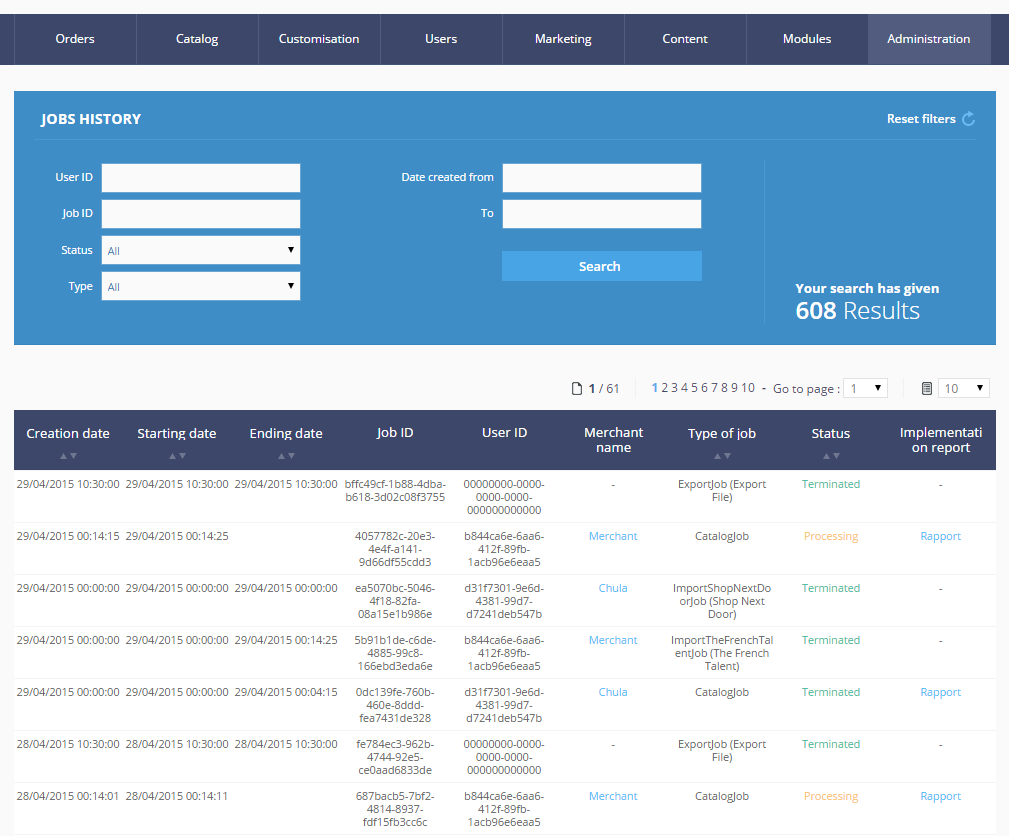 Orders Catalog Customisation Users Marketing Content Modules Administration
JOBS HISTORY Reset filters
User ID Date created from
Job ID To
Status All
Search
Type All
Your search has given
608 Results
1 / 61 1 2 3 4 5 6 7 8 9 10 - Go to page : 1 10
Creation date Starting date Ending date Job ID User ID Merchant Type of job Status Implementati
name on report
29/04/2015 10:30:00 29/04/2015 10:30:00 29/04/2015 10:30:00 bffc49cf-1b88-4dba- 00000000-0000- - ExportJob (Export Terminated -
b618-3d02c08f3755 0000-0000- File)
000000000000
29/04/2015 00:14:15 29/04/2015 00:14:25 4057782c-20e3- b844ca6e-6aa6- Merchant CatalogJob Processing Rapport
4e4f-a141- 412f-89fb-
9d66df55cdd3 1acb96e6eaa5
29/04/2015 00:00:00 29/04/2015 00:00:00 29/04/2015 00:00:00 ea5070bc-5046- d31f7301-9e6d- Chula ImportShopNextDo Terminated -
4f18-82fa- 4381-99d7- orJob (Shop Next
08a15e1b986e d7241deb547b Door)
29/04/2015 00:00:00 29/04/2015 00:00:00 29/04/2015 00:14:25 5b91b1de-c6de- b844ca6e-6aa6- Merchant ImportTheFrenchTal Terminated -
4885-99c8- 412f-89fb- entJob (The French
166ebd3eda6e 1acb96e6eaa5 Talent)
29/04/2015 00:00:00 29/04/2015 00:00:00 29/04/2015 00:04:15 0dc139fe-760b- d31f7301-9e6d- Chula CatalogJob Terminated Rapport
460e-8ddd- 4381-99d7-
fea7431de328 d7241deb547b
28/04/2015 10:30:00 28/04/2015 10:30:00 28/04/2015 10:30:00 fe784ec3-962b- 00000000-0000- - ExportJob (Export Terminated -
4744-92e5- 0000-0000- File)
ce0aad6833de 000000000000
28/04/2015 00:14:01 28/04/2015 00:14:11 687bacb5-7bf2- b844ca6e-6aa6- Merchant CatalogJob Processing Rapport
4814-8937- 412f-89fb-
fdf15fb3cc6c 1acb96e6eaa5